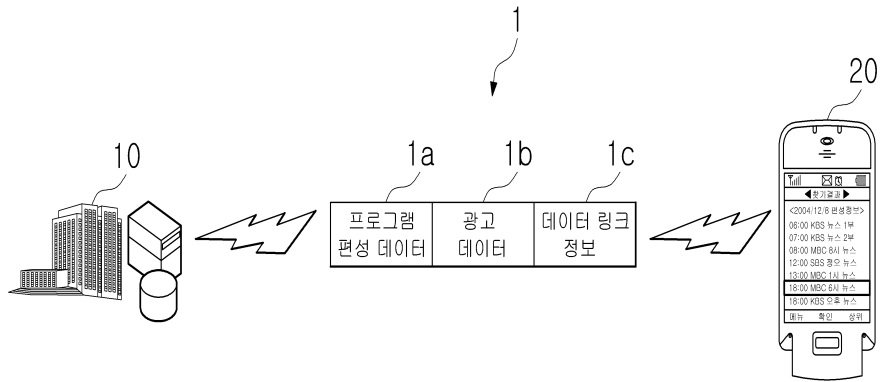 1
10
1a
1b
1c
20
프로그램
편성 데이터
광고
데이터
데이터 링크
정보
◀찾기결과▶
<2004/12/8 편성정보>
06:00 KBS 뉴스 1부
07:00 KBS 뉴스 2부
08:00 MBC 8시 뉴스
12:00 SBS 정오 뉴스
13:00 MBC 1시 뉴스
18:00 MBC 6시 뉴스
18:00 KBS 오후 뉴스
메뉴 확인 상위